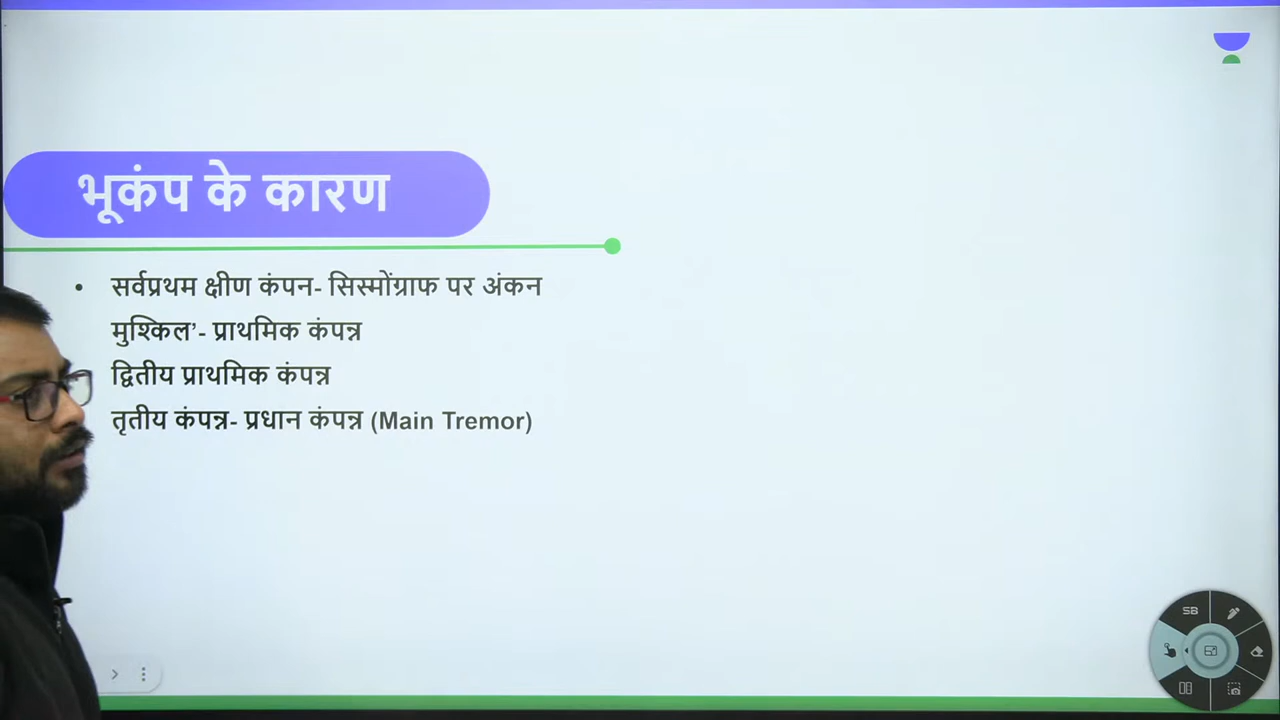 भूकंप के कारण
• सर्वप्रथम क्षीण कंपन- सिस्मोंग्राफ पर अंकन
मुश्किल’- प्राथमिक कंपन्न
द्वितीय प्राथमिक कंपन्न
तृतीय कंपन्न- प्रधान कंपन्न (Main Tremor)
SB